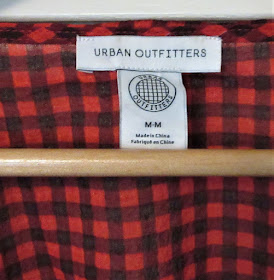 URBAN OUTFITTERS
URBAN
OUTFITTERS
M-M
Made in China
Fabriqué en Chine